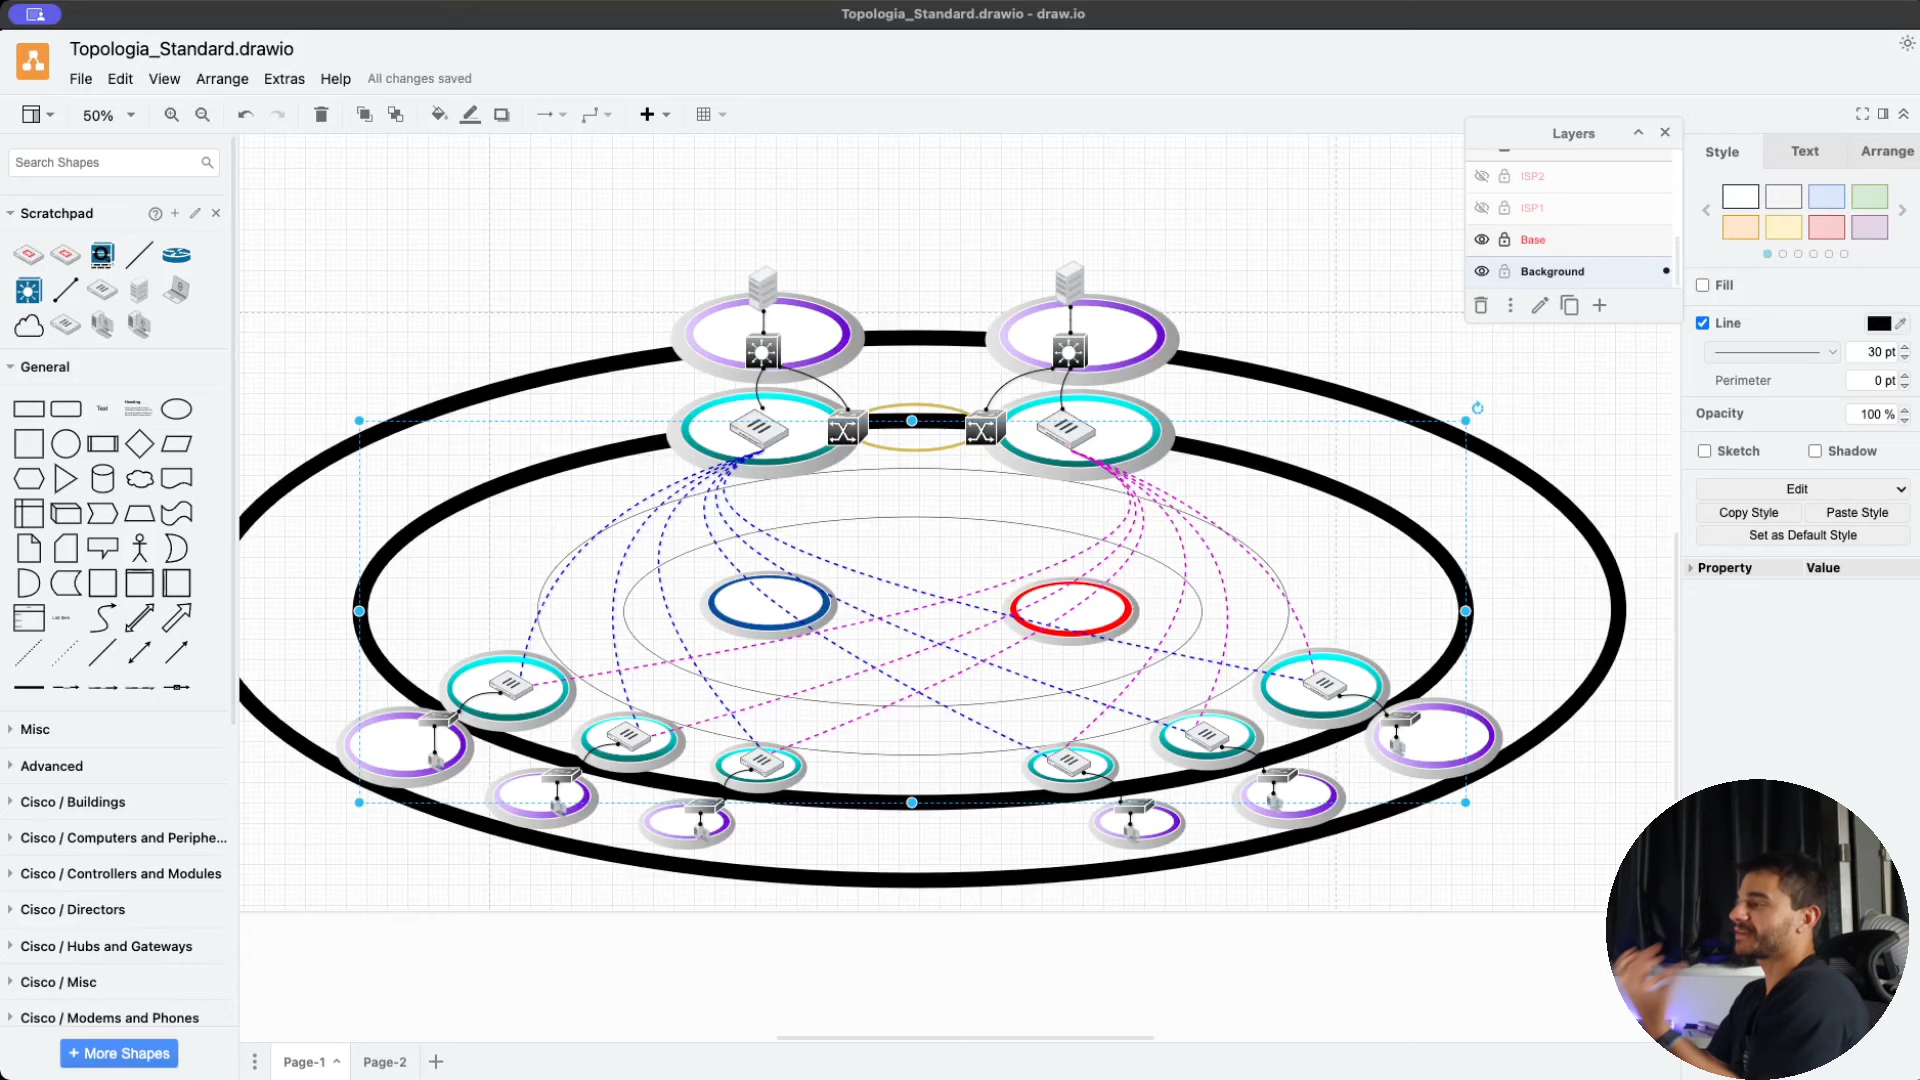 Topologia_Standard.drawio - draw.io
Topologia_Standard.drawio
File Edit View Arrange Extras Help All changes saved
50%
Search Shapes
Scratchpad
General
Text
Heading
List Item
Misc
Advanced
Cisco / Buildings
Cisco / Computers and Periphe...
Cisco / Controllers and Modules
Cisco / Directors
Cisco / Hubs and Gateways
Cisco / Misc
Cisco / Modems and Phones
+ More Shapes
Page-1
Page-2
Layers
ISP2
ISP1
Base
Background
Style Text Arrange
Fill
Line
30 pt
Perimeter 0 pt
Opacity 100 %
Sketch Shadow
Edit
Copy Style Paste Style
Set as Default Style
Property Value